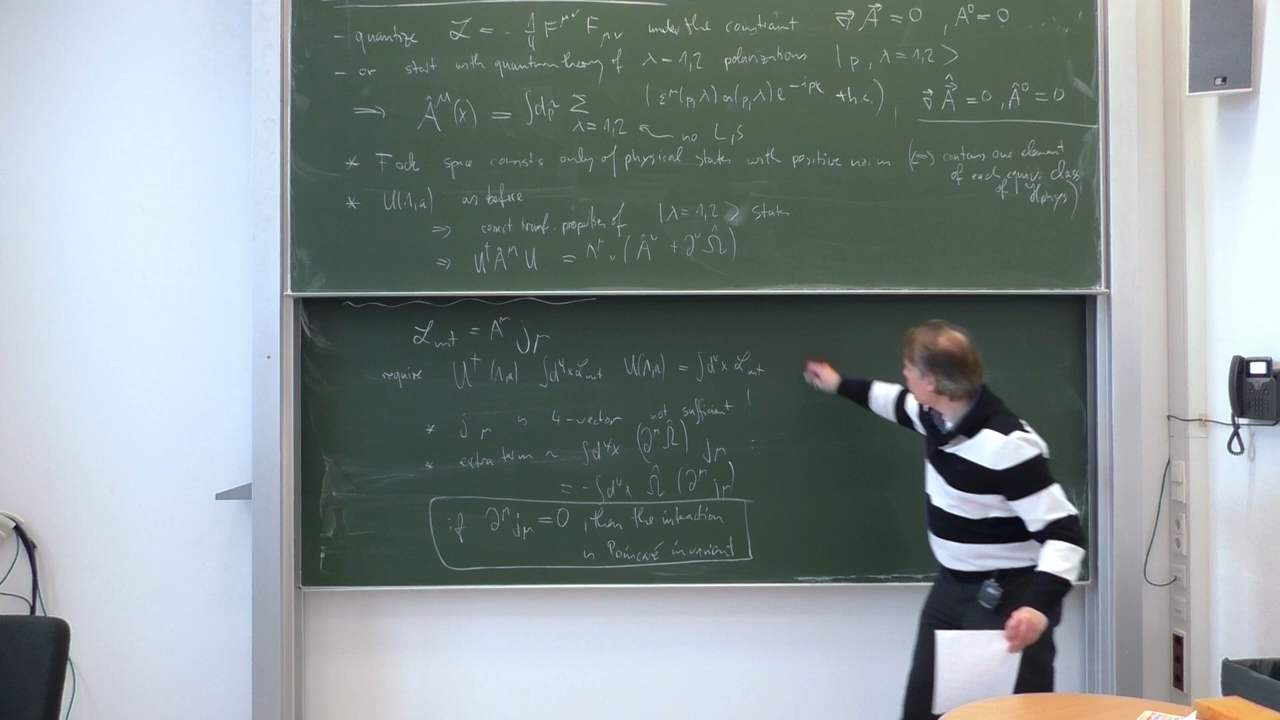 - quantize ℒ = -1/4 F^{μν} F_{μν} under the constraint ∇⃗ A⃗ = 0 , A⁰ = 0
- or start with quantum theory of λ = 1,2 polarizations | p, λ = 1,2 >
⇒ Â^μ(x) = ∫dp̃ Σ_{λ=1,2} ( ε^μ(p,λ) a(p,λ) e^{-ipx} + h.c. ) , ∇⃗ Â⃗ = 0 , Â⁰ = 0
no L,S
* Fock space consists only of physical states with positive norm (⇔ contains one element
of each equiv. class
of ℋphys)
* U(Λ,a) as before
⇒ correct transf. properties of | λ = 1,2 > states
⇒ U† Â^μ U = Λ^μ_ν ( Â^ν + ∂^ν Ω̂ )
ℒ_int = A^μ j_μ
require U†(Λ,a) ∫d⁴x ℒ_int U(Λ,a) = ∫d⁴x ℒ_int
* j_μ is 4-vector not sufficient !
* extra term ~ ∫d⁴x (∂^μ Ω̂) j_μ
= -∫d⁴x Ω̂ (∂^μ j_μ)
if ∂^μ j_μ = 0 , then the interaction
is Poincaré invariant